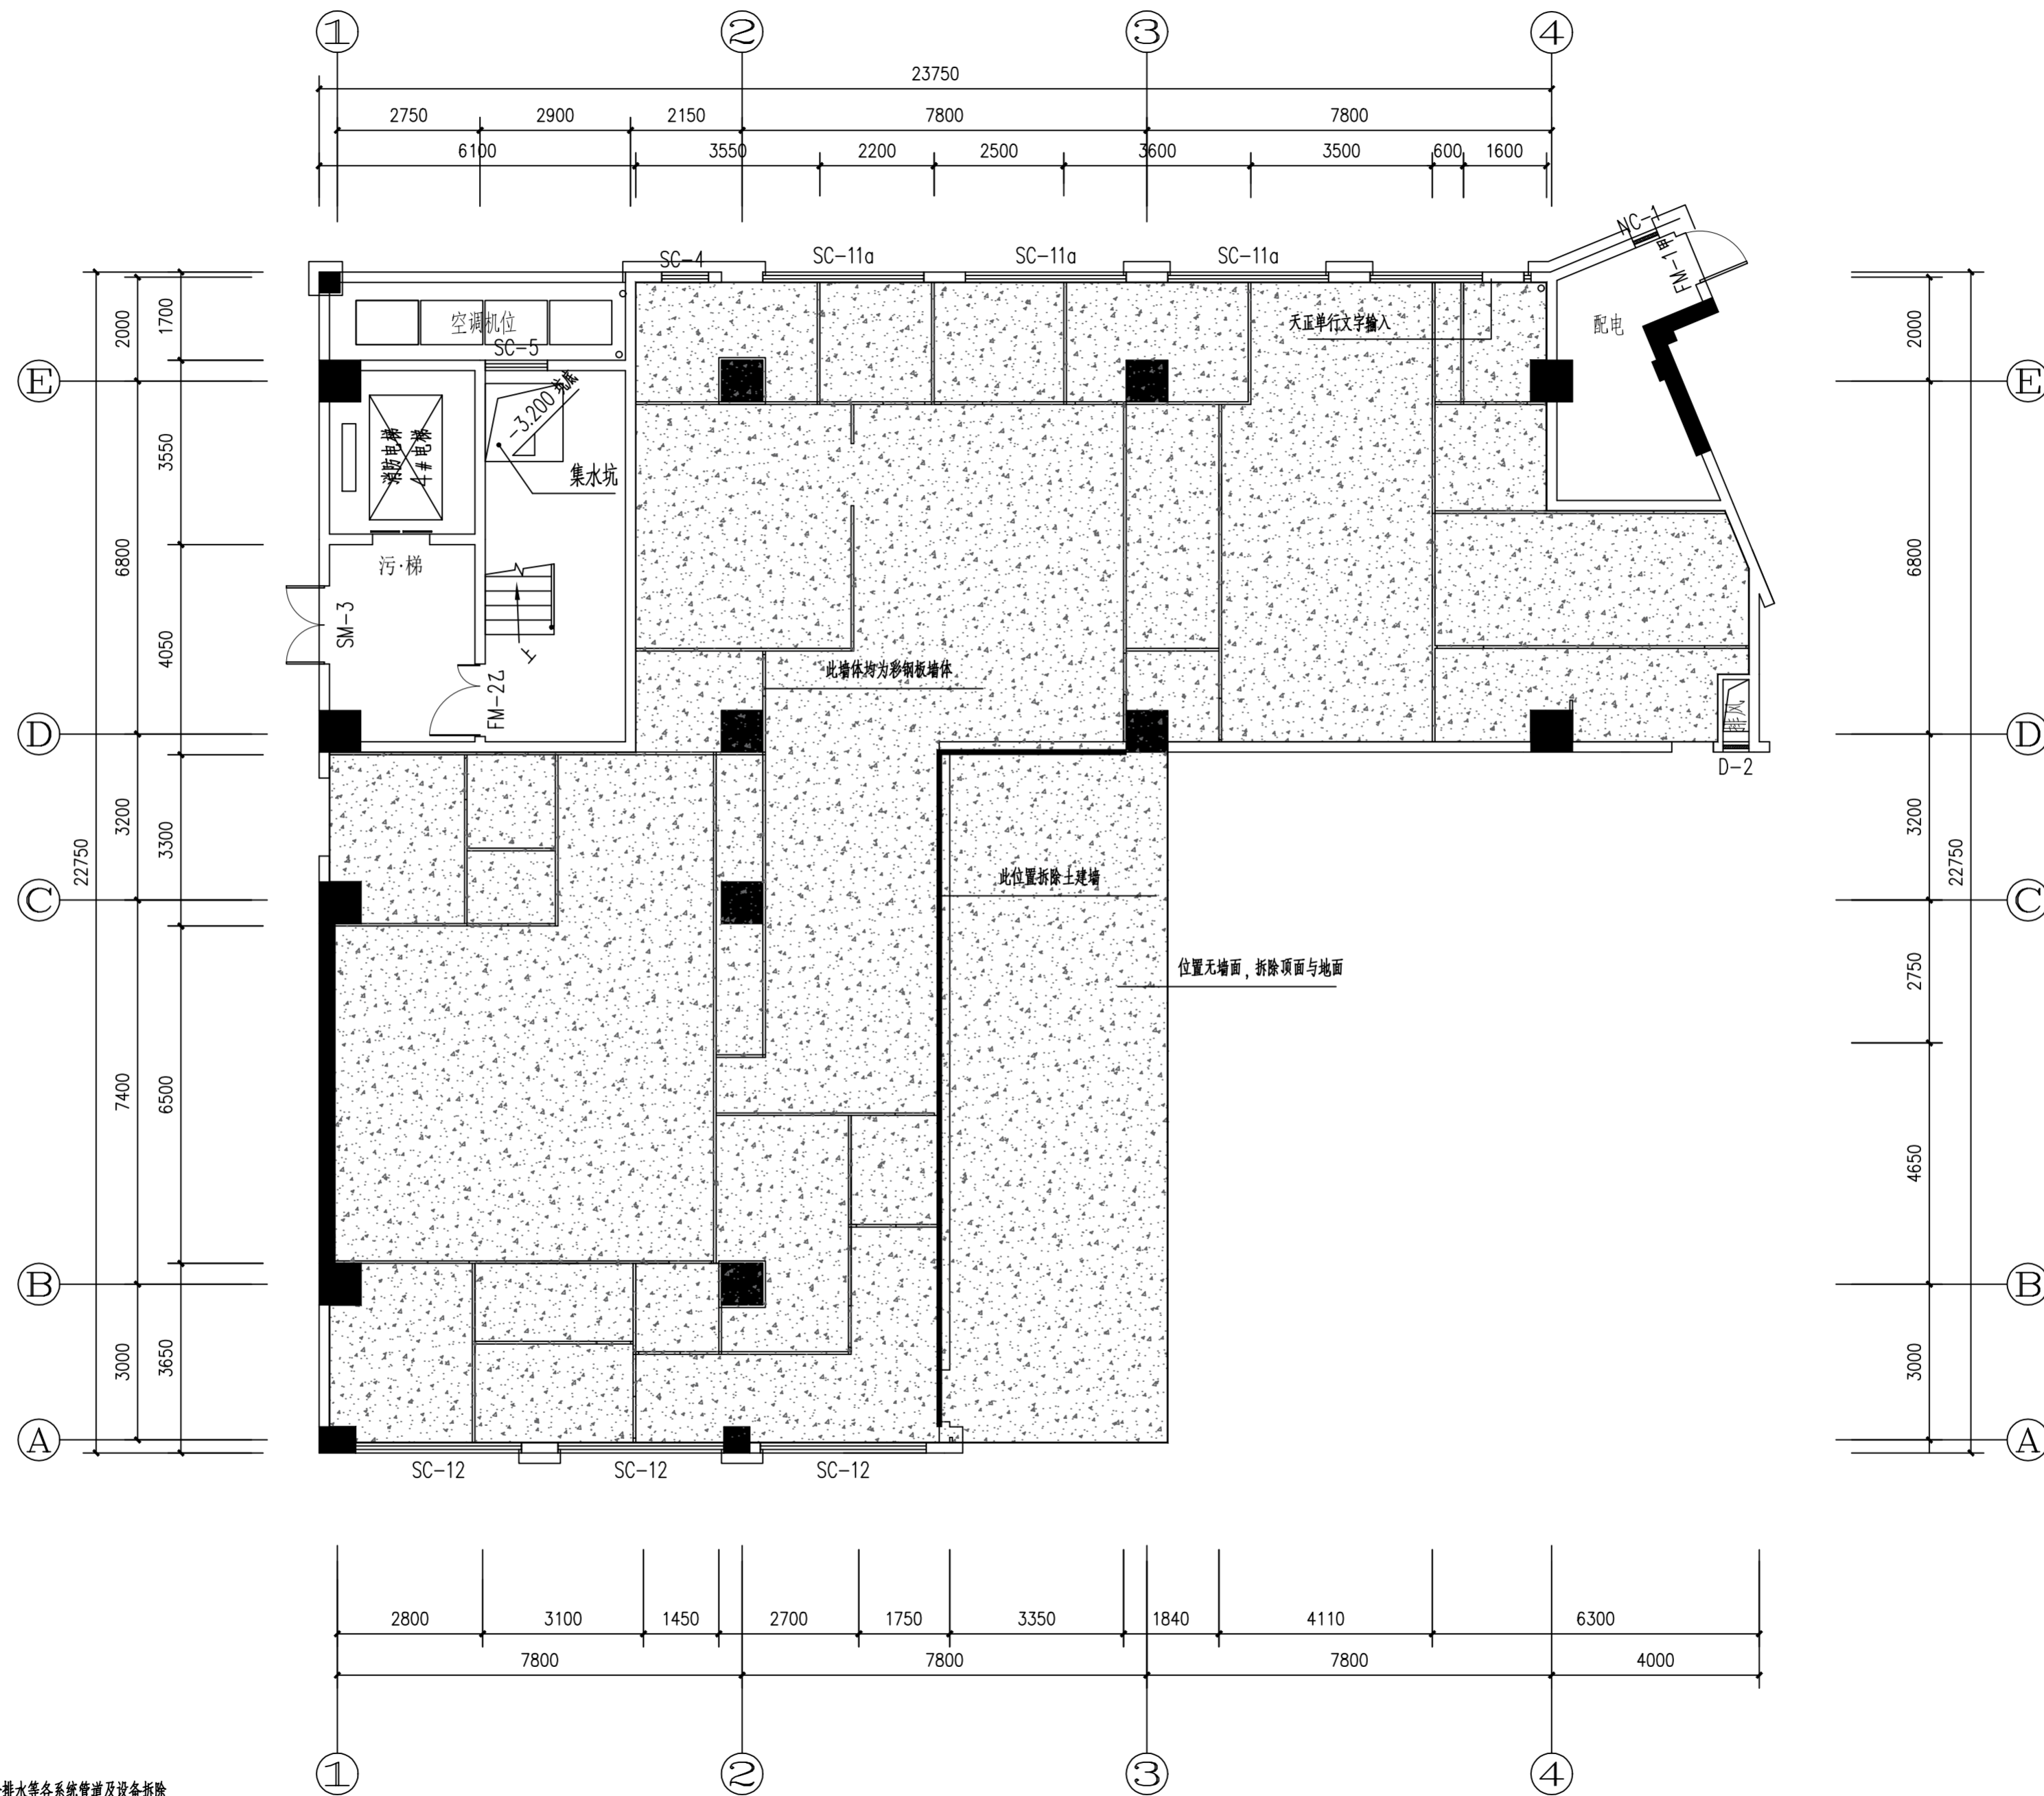 ① ② ③ ④
23750
2750 2900 2150 7800 7800
6100 3550 2200 2500 3600 3500 600 1600
NC-1
FM-1甲
SC-4 SC-11a SC-11a SC-11a
空调机位
SC-5
天正单行文字输入
配电
-3.200 坑底
集水坑
消防电梯
4#电梯
污·梯
SM-3
上
FM-2乙
此墙体均为彩钢板墙体
排风
D-2
此位置拆除土建墙
位置无墙面，拆除顶面与地面
SC-12 SC-12 SC-12
E
D
C
B
A
22750
2000
6800
3200
7400
3000
1700
3550
4050
3300
6500
3650
2000
6800
3200
2750
4650
3000
22750
E
D
C
B
A
2800 3100 1450 2700 1750 3350 1840 4110 6300
7800 7800 7800 4000
① ② ③ ④
排水等各系统管道及设备拆除